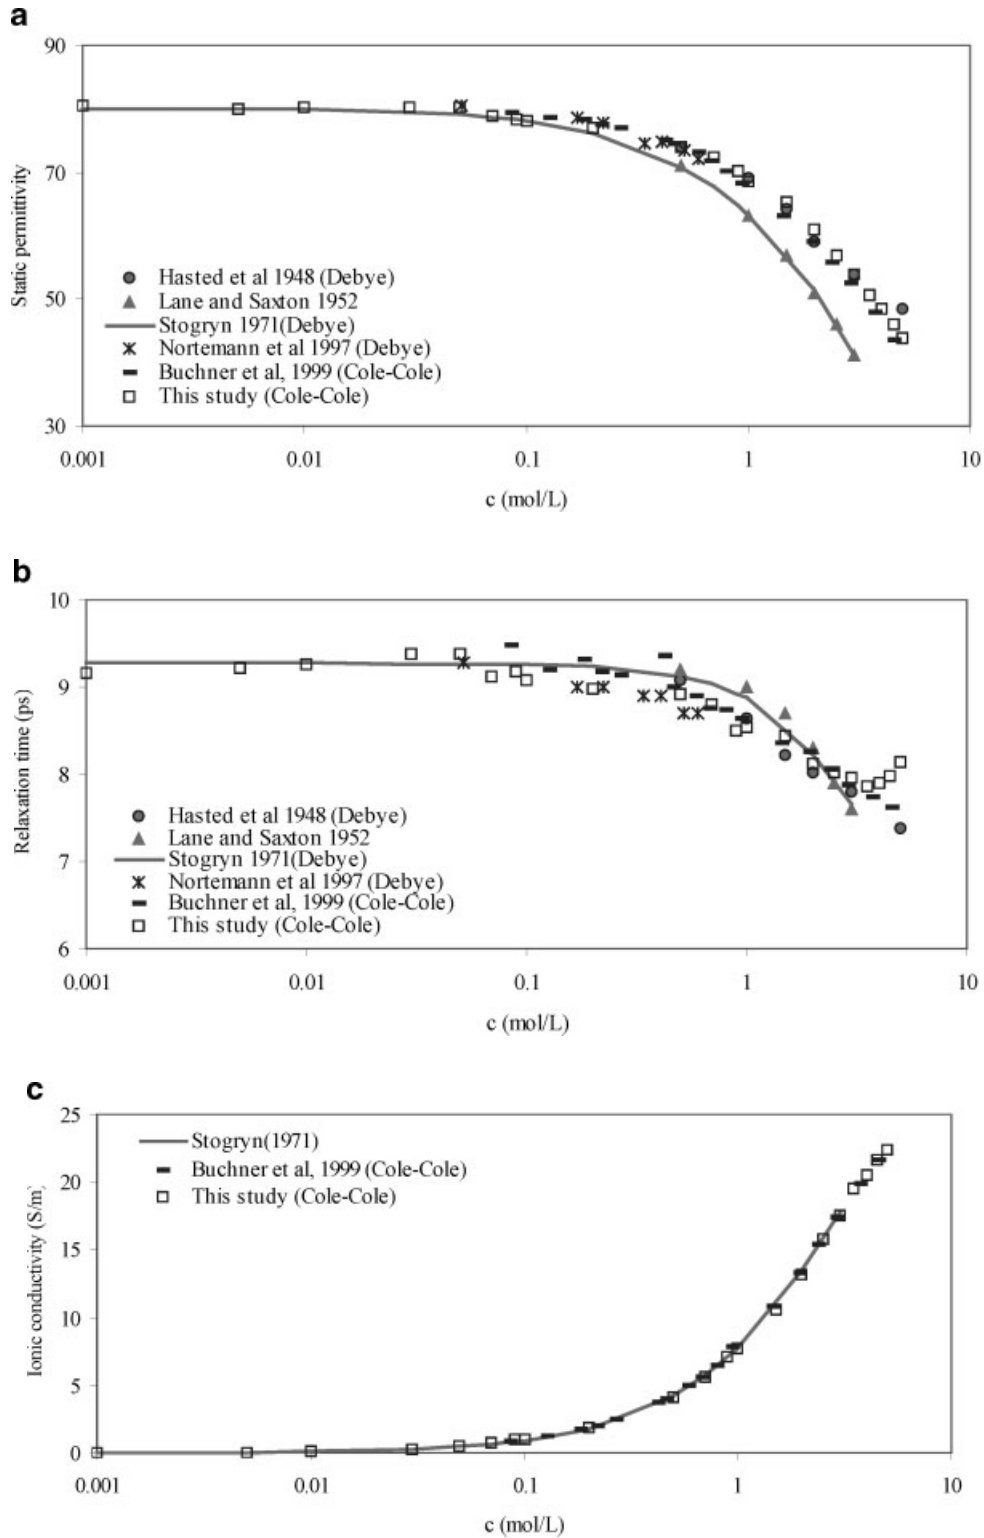 a
90
70
50
30
Static permittivity
Hasted et al 1948 (Debye)
Lane and Saxton 1952
Stogryn 1971(Debye)
Nortemann et al 1997 (Debye)
Buchner et al, 1999 (Cole-Cole)
This study (Cole-Cole)
0.001 0.01 0.1 1 10
c (mol/L)
b
10
9
8
7
6
Relaxation time (ps)
Hasted et al 1948 (Debye)
Lane and Saxton 1952
Stogryn 1971(Debye)
Nortemann et al 1997 (Debye)
Buchner et al, 1999 (Cole-Cole)
This study (Cole-Cole)
0.001 0.01 0.1 1 10
c (mol/L)
c
25
20
15
10
5
0
Ionic conductivity (S/m)
Stogryn(1971)
Buchner et al, 1999 (Cole-Cole)
This study (Cole-Cole)
0.001 0.01 0.1 1 10
c (mol/L)